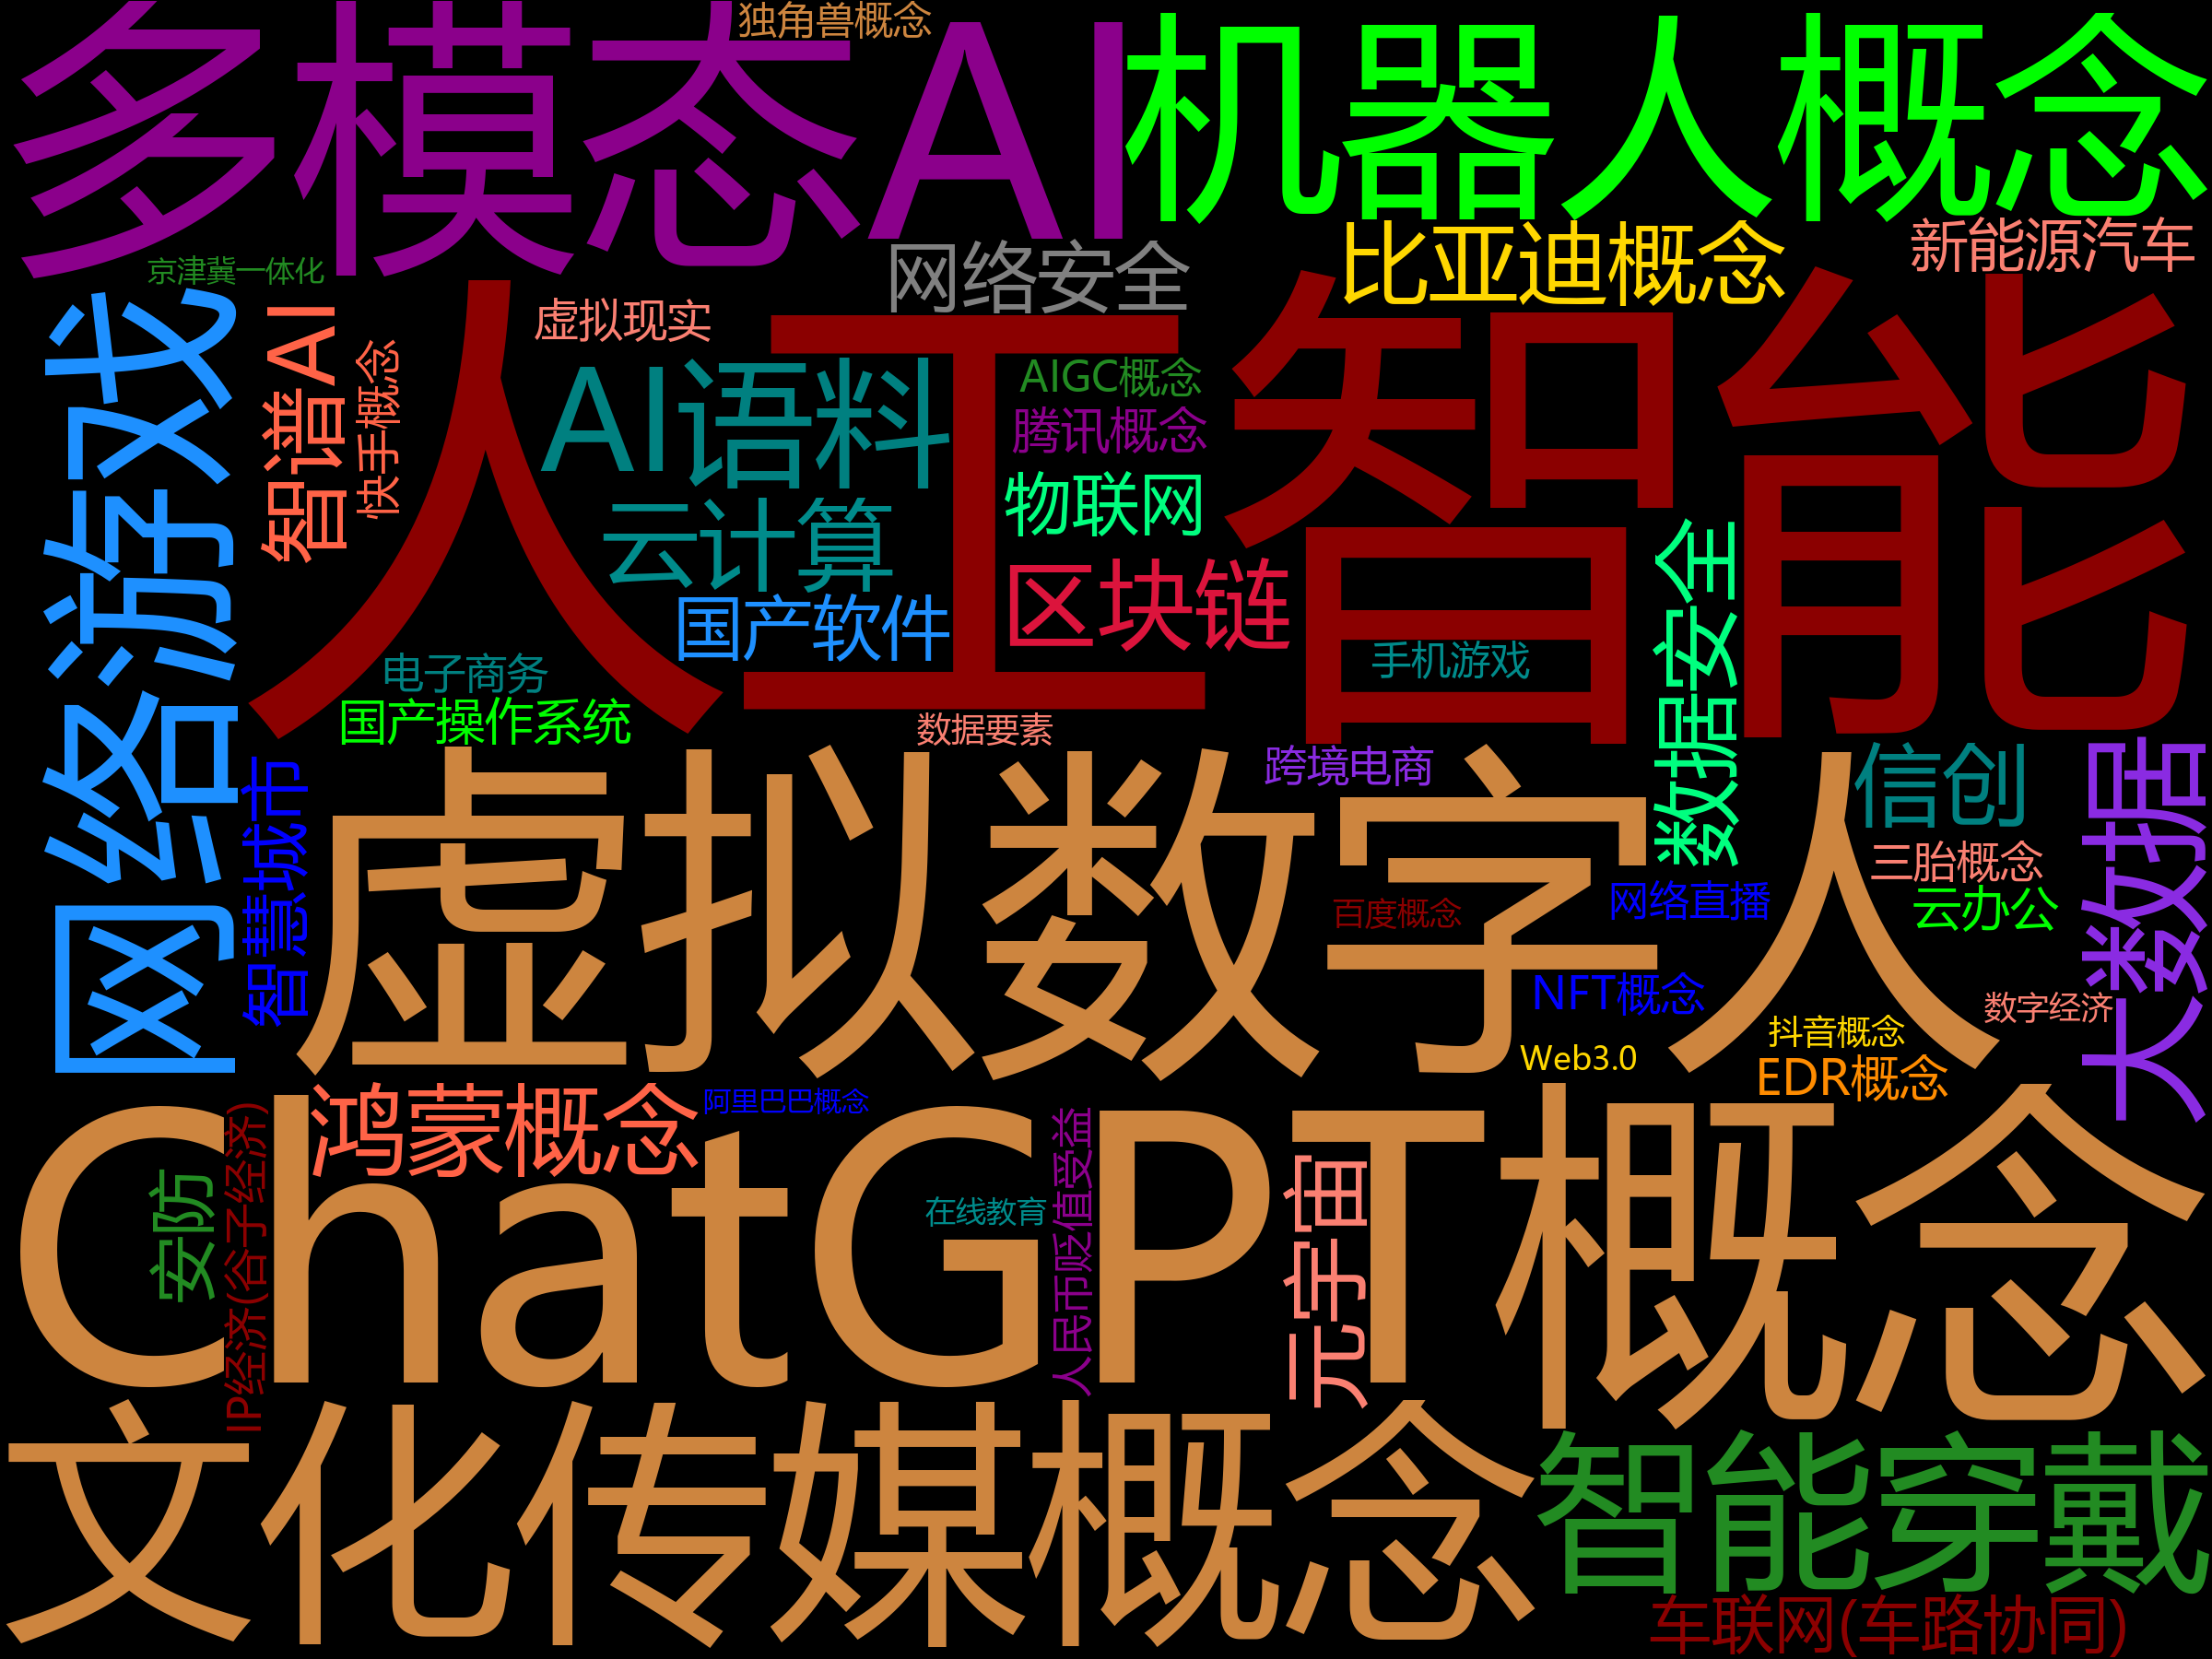 独角兽概念
多模态AI
机器人概念
京津冀一体化
网络安全
比亚迪概念
新能源汽车
虚拟现实
人工智能
网络游戏
智谱AI
快手概念
AI语料
AIGC概念
腾讯概念
云计算
物联网
国产软件
区块链
数据安全
电子商务
手机游戏
国产操作系统
数据要素
跨境电商
信创
大数据
智慧城市
虚拟数字人
三胎概念
百度概念
网络直播
云办公
NFT概念
数字经济
抖音概念
Web3.0
EDR概念
鸿蒙概念
阿里巴巴概念
ChatGPT概念
安防
IP经济(谷子经济)
在线教育
人民币贬值受益
元宇宙
文化传媒概念
智能穿戴
车联网(车路协同)